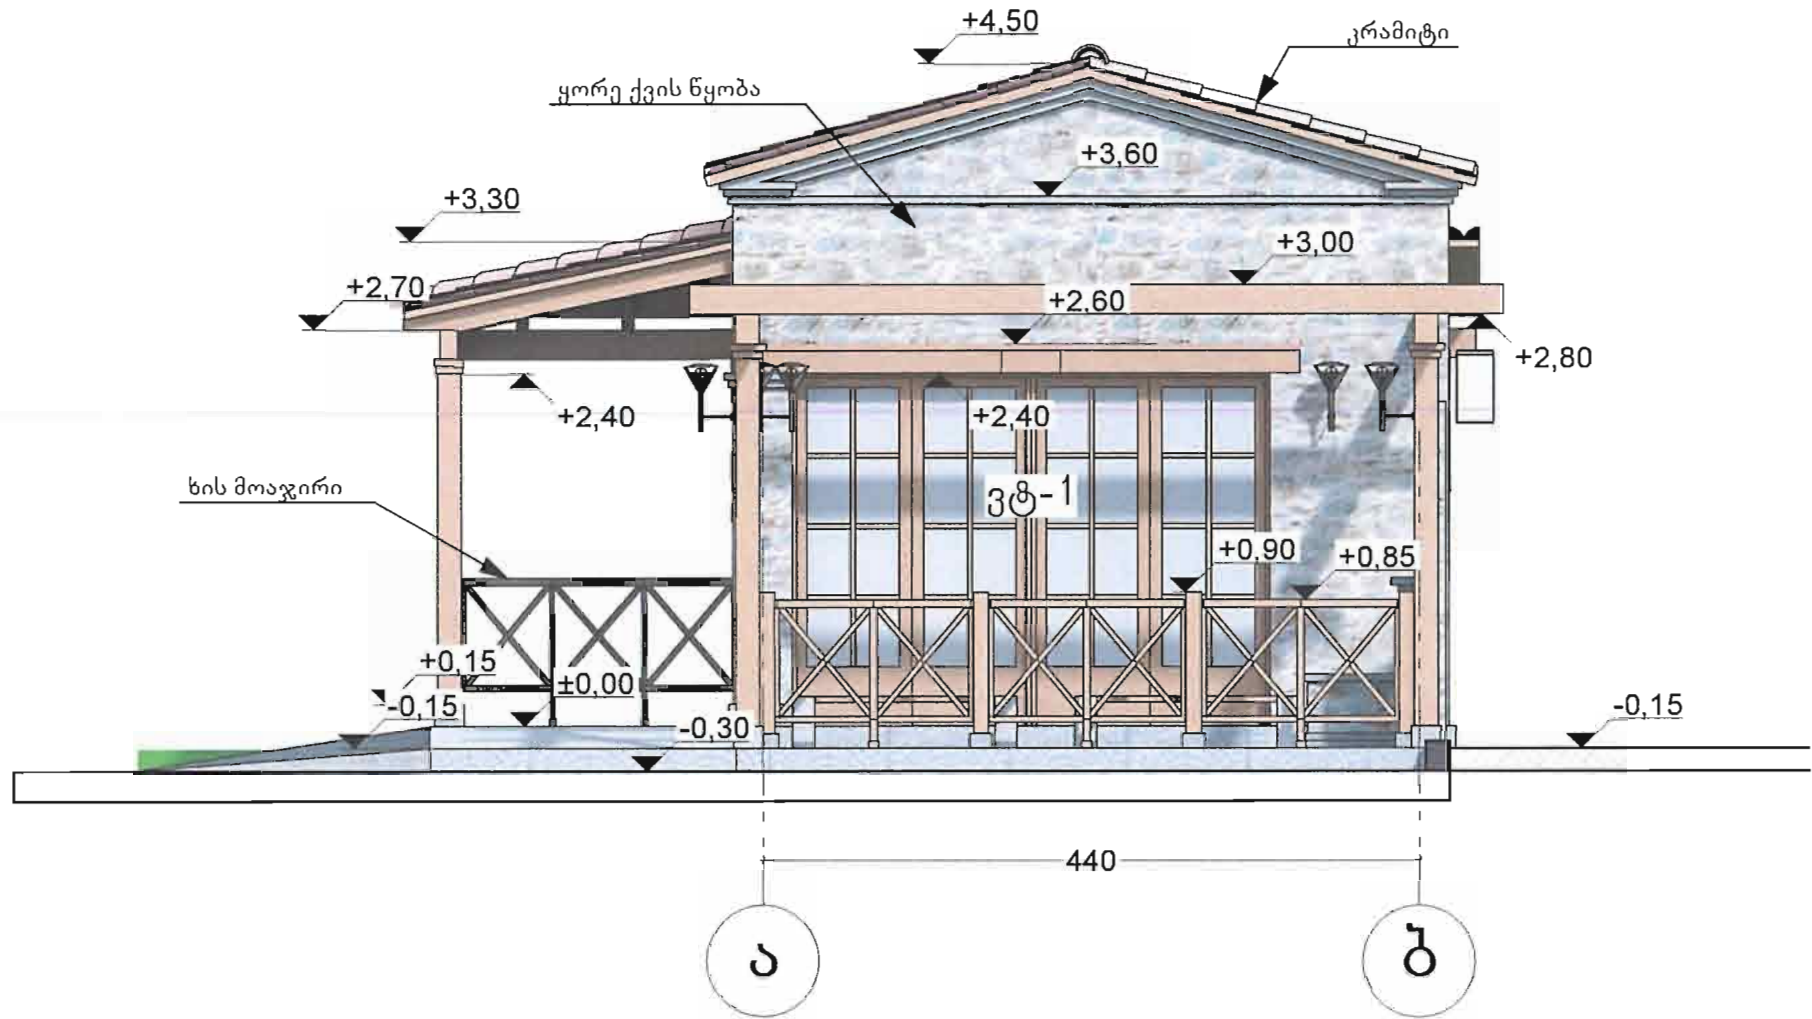 +4,50
კრამიტი
ყორე ქვის წყობა
+3,60
+3,30
+3,00
+2,70
+2,60
+2,80
+2,40
+2,40
ხის მოაჯირი
ვტ-1
+0,90
+0,85
+0,15
±0,00
-0,15
-0,30
-0,15
440
ა
ბ